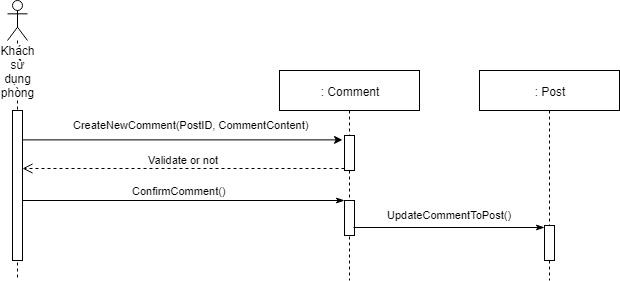 Khách
sử
dụng
phòng
: Comment
: Post
CreateNewComment(PostID, CommentContent)
Validate or not
ConfirmComment()
UpdateCommentToPost()